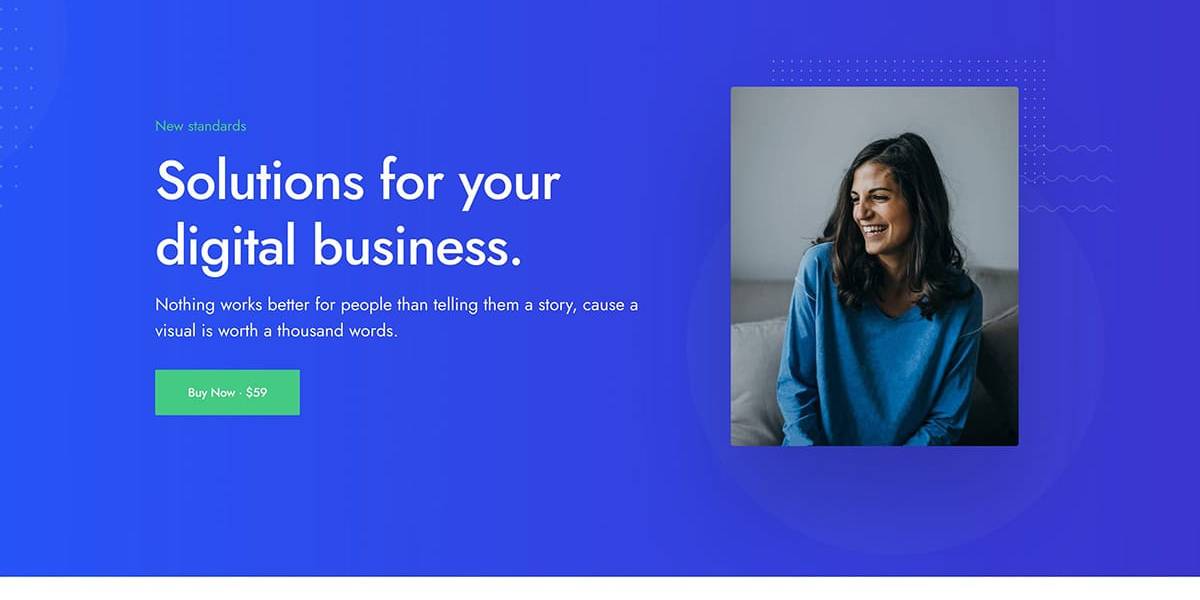 New standards
Solutions for your
digital business.
Nothing works better for people than telling them a story, cause a
visual is worth a thousand words.
Buy Now · $59